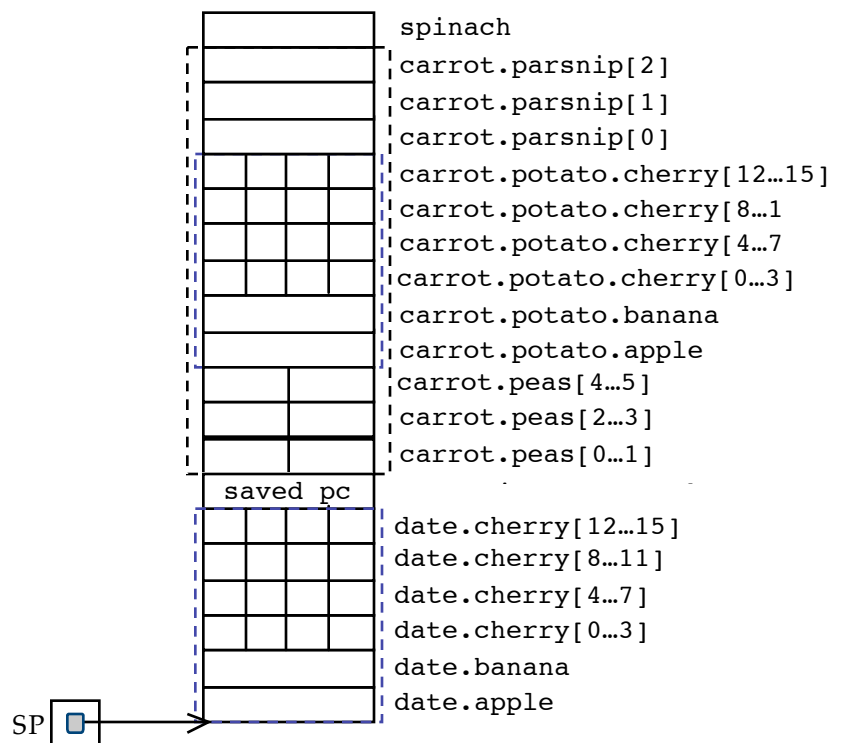 spinach
carrot.parsnip[2]
carrot.parsnip[1]
carrot.parsnip[0]
carrot.potato.cherry[12…15]
carrot.potato.cherry[8…1
carrot.potato.cherry[4…7
carrot.potato.cherry[0…3]
carrot.potato.banana
carrot.potato.apple
carrot.peas[4…5]
carrot.peas[2…3]
carrot.peas[0…1]
saved pc
date.cherry[12…15]
date.cherry[8…11]
date.cherry[4…7]
date.cherry[0…3]
date.banana
date.apple
SP